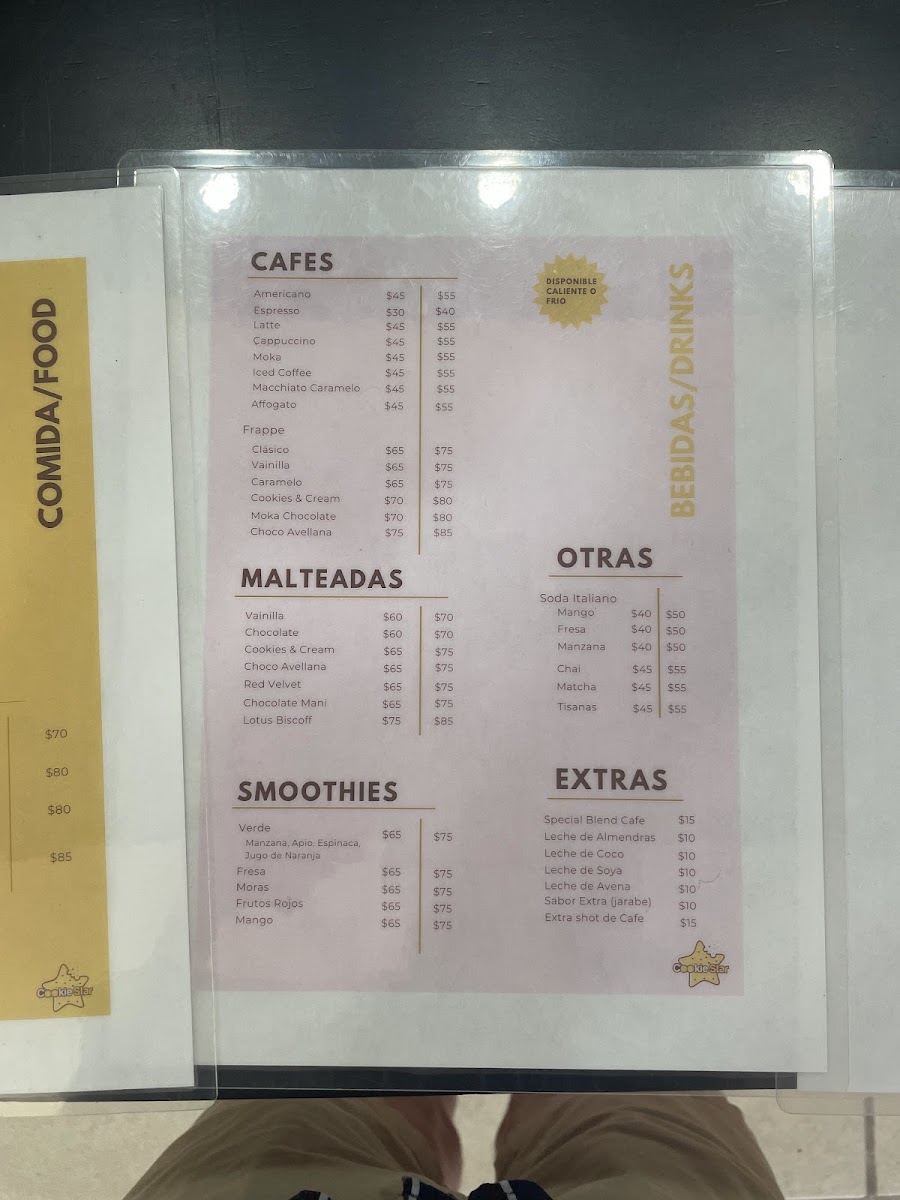 COMIDA/FOOD
$70
$80
$80
$85
Cookie Star
CAFES
Americano $45 $55
Espresso $30 $40
Latte $45 $55
Cappuccino $45 $55
Moka $45 $55
Iced Coffee $45 $55
Macchiato Caramelo $45 $55
Affogato $45 $55
Frappe
Clásico $65 $75
Vainilla $65 $75
Caramelo $65 $75
Cookies & Cream $70 $80
Moka Chocolate $70 $80
Choco Avellana $75 $85
MALTEADAS
Vainilla $60 $70
Chocolate $60 $70
Cookies & Cream $65 $75
Choco Avellana $65 $75
Red Velvet $65 $75
Chocolate Mani $65 $75
Lotus Biscoff $75 $85
SMOOTHIES
Verde $65 $75
Manzana, Apio, Espinaca,
Jugo de Naranja
Fresa $65 $75
Moras $65 $75
Frutos Rojos $65 $75
Mango $65 $75
DISPONIBLE
CALIENTE O
FRIO
BEBIDAS/DRINKS
OTRAS
Soda Italiano
Mango $40 $50
Fresa $40 $50
Manzana $40 $50
Chai $45 $55
Matcha $45 $55
Tisanas $45 $55
EXTRAS
Special Blend Cafe $15
Leche de Almendras $10
Leche de Coco $10
Leche de Soya $10
Leche de Avena $10
Sabor Extra (jarabe) $10
Extra shot de Cafe $15
Cookie Star